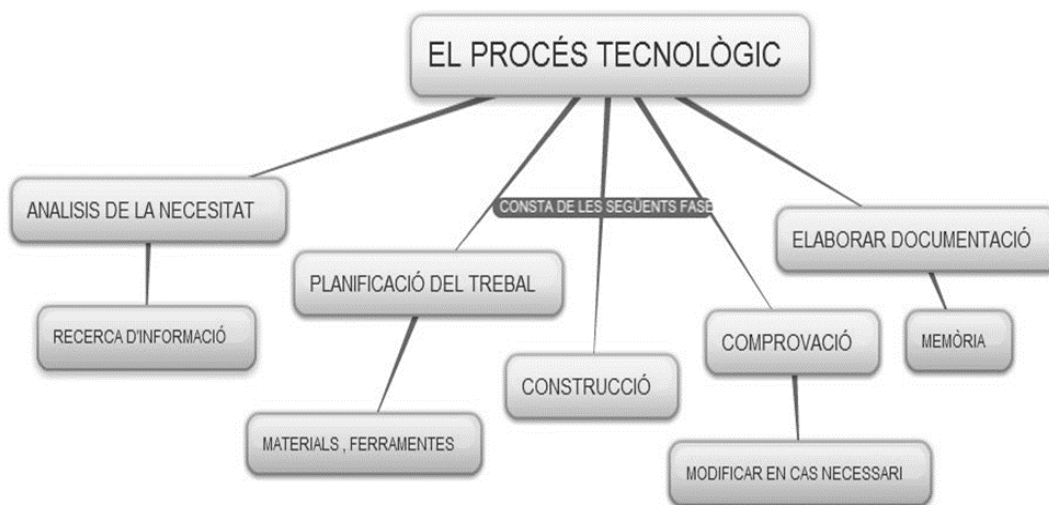 EL PROCÉS TECNOLÒGIC
CONSTA DE LES SEGÜENTS FASE
ANALISIS DE LA NECESITAT
RECERCA D'INFORMACIÓ
PLANIFICACIÓ DEL TREBAL
MATERIALS , FERRAMENTES
CONSTRUCCIÓ
COMPROVACIÓ
MODIFICAR EN CAS NECESSARI
ELABORAR DOCUMENTACIÓ
MEMÒRIA